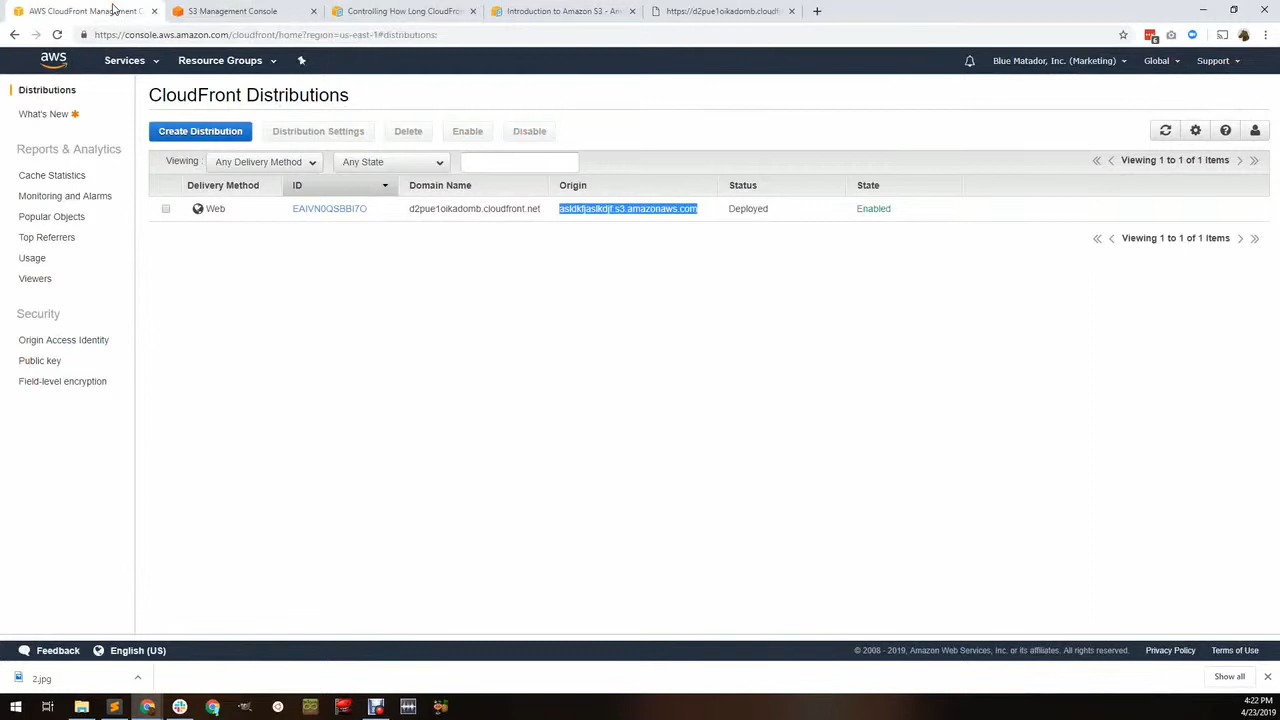 AWS CloudFront Management C
S3 Management Console
Controlling How Long CloudFron
Introduction to Amazon S3 - Am
https://d2pue1oikadomb.cloudf
https://console.aws.amazon.com/cloudfront/home?region=us-east-1#distributions:
6
aws
Services
Resource Groups
Blue Matador, Inc. (Marketing)
Global
Support
Distributions
What's New
Reports & Analytics
Cache Statistics
Monitoring and Alarms
Popular Objects
Top Referrers
Usage
Viewers
Security
Origin Access Identity
Public key
Field-level encryption
CloudFront Distributions
Create Distribution
Distribution Settings
Delete
Enable
Disable
Viewing :
Any Delivery Method
Any State
Viewing 1 to 1 of 1 Items
Delivery Method
ID
Domain Name
Origin
Status
State
Web
EAIVN0QSBBI7O
d2pue1oikadomb.cloudfront.net
asldkfjaslkdjf.s3.amazonaws.com
Deployed
Enabled
Viewing 1 to 1 of 1 Items
Feedback
English (US)
© 2008 - 2019, Amazon Web Services, Inc. or its affiliates. All rights reserved.
Privacy Policy
Terms of Use
2.jpg
Show all
4:22 PM
4/23/2019